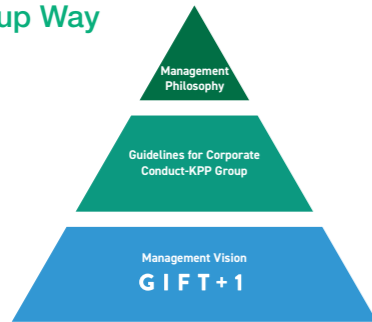 up Way
Management
Philosophy
Guidelines for Corporate
Conduct-KPP Group
Management Vision
GIFT+1